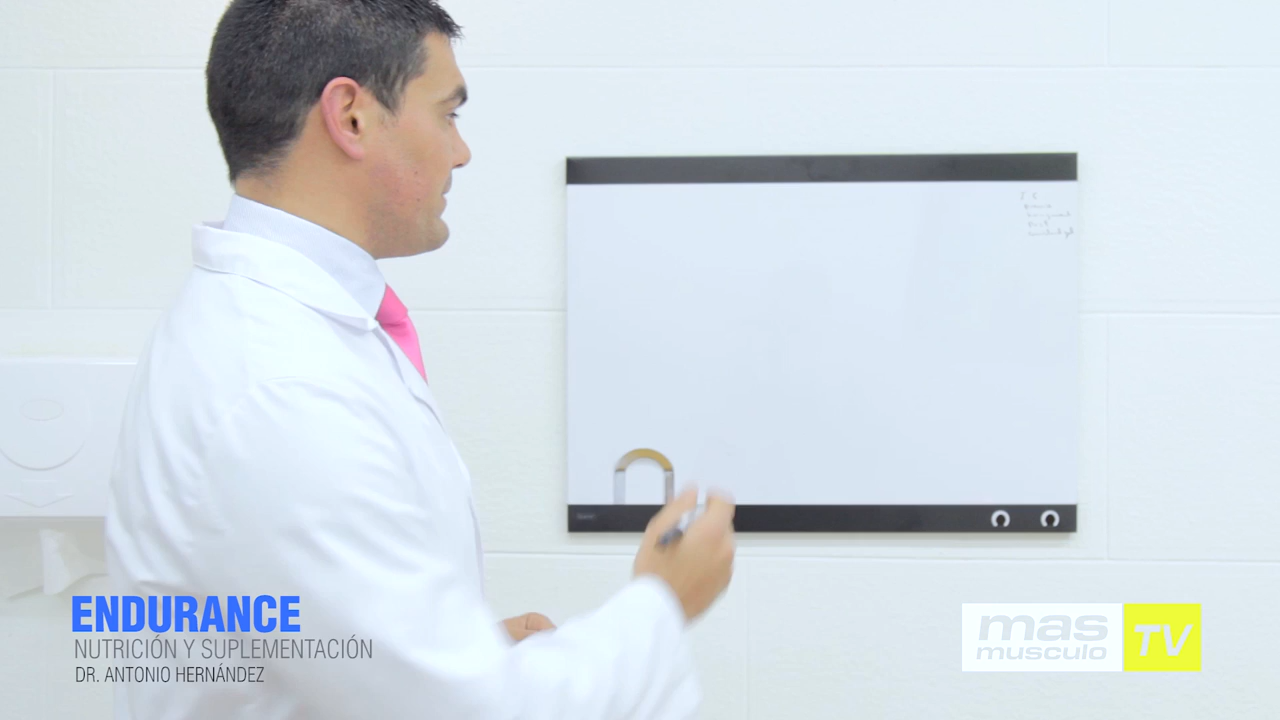 ENDURANCE
NUTRICIÓN Y SUPLEMENTACIÓN
DR. ANTONIO HERNÁNDEZ
mas
musculo
TV